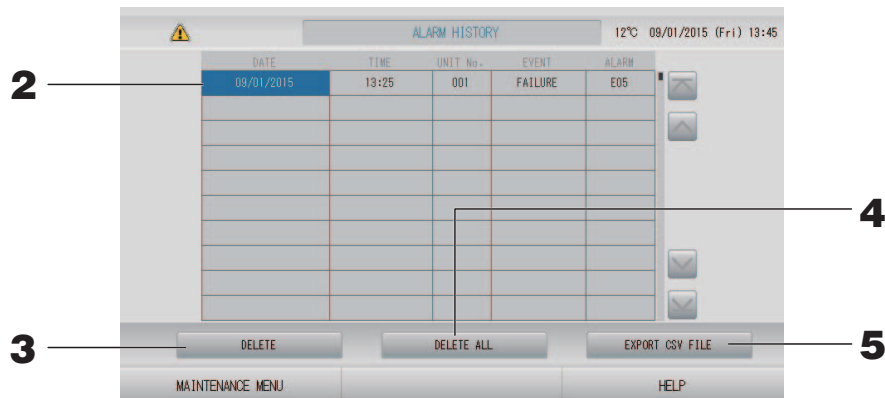 ALARM HISTORY 12℃ 09/01/2015 (Fri) 13:45
DATE TIME UNIT No. EVENT ALARM
2
09/01/2015 13:25 001 FAILURE E05
4
3
DELETE DELETE ALL EXPORT CSV FILE
5
MAINTENANCE MENU HELP